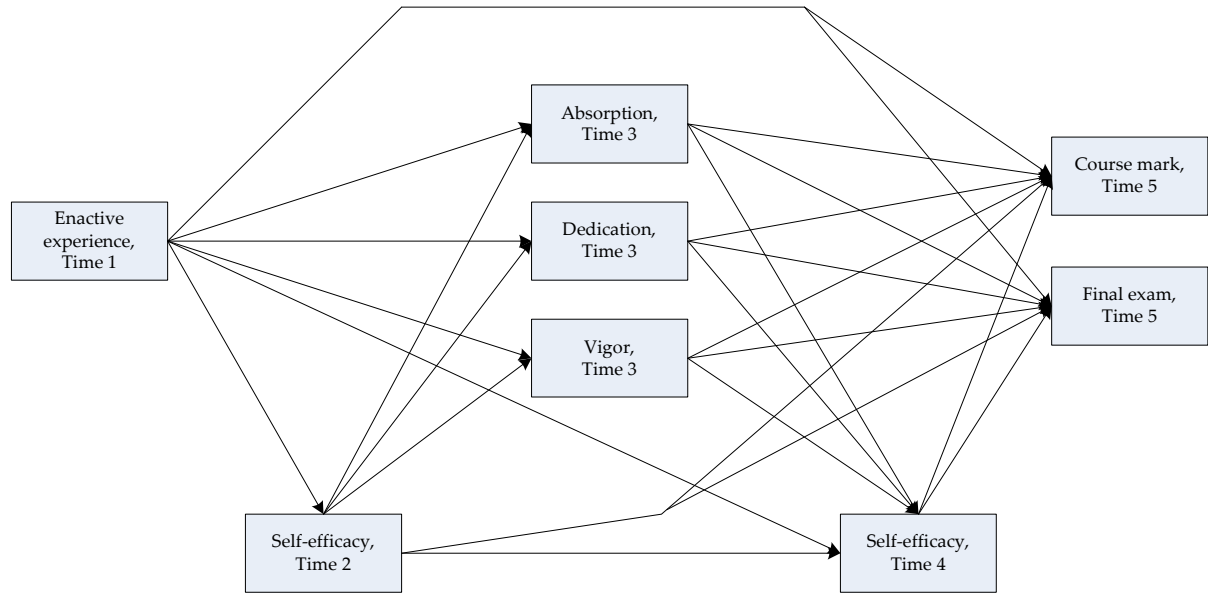 Absorption,
Time 3
Course mark,
Time 5
Enactive
experience,
Time 1
Dedication,
Time 3
Final exam,
Time 5
Vigor,
Time 3
Self-efficacy,
Time 2
Self-efficacy,
Time 4